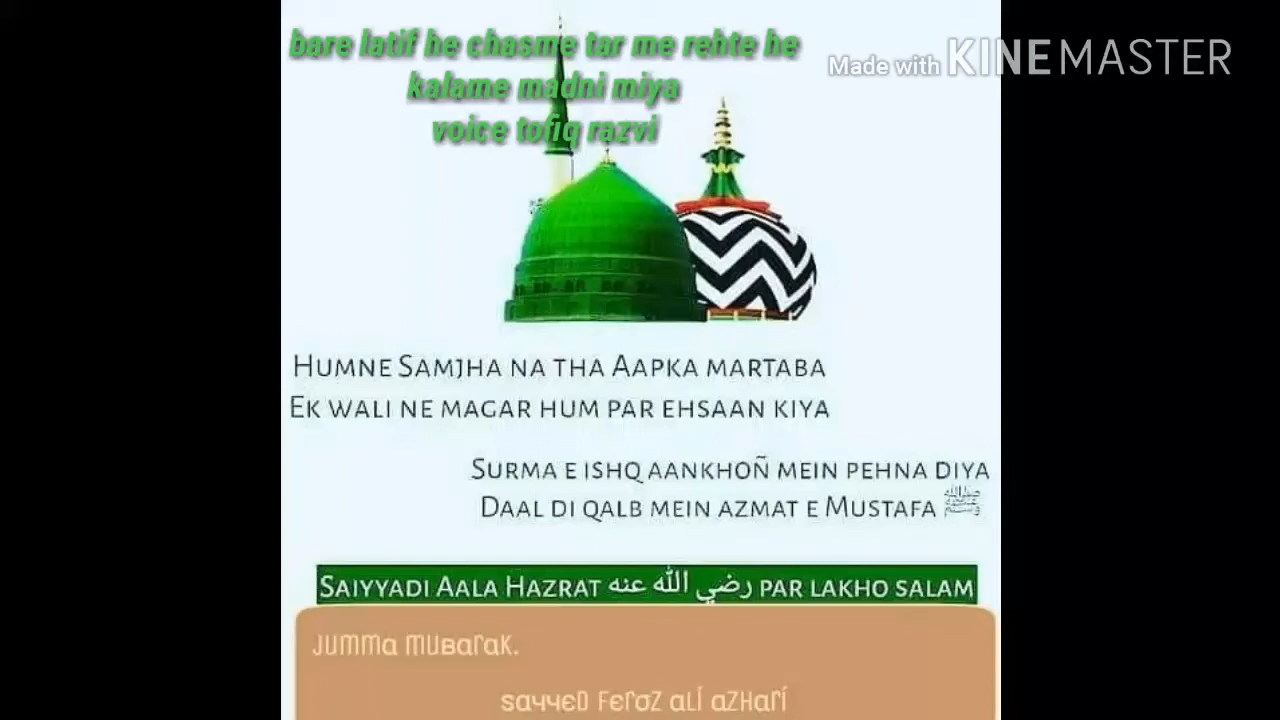 bare latif he chasme tar me rehte he
kalame madni miya
voice tofiq razvi
Made with KINEMASTER
HUMNE SAMJHA NA THA AAPKA MARTABA
EK WALI NE MAGAR HUM PAR EHSAAN KIYA
SURMA E ISHQ AANKHOÑ MEIN PEHNA DIYA
DAAL DI QALB MEIN AZMAT E MUSTAFA ﷺ
SAIYYADI AALA HAZRAT رضي الله عنه PAR LAKHO SALAM
Jumma Mubarak.
sayyed feroz alí azharí